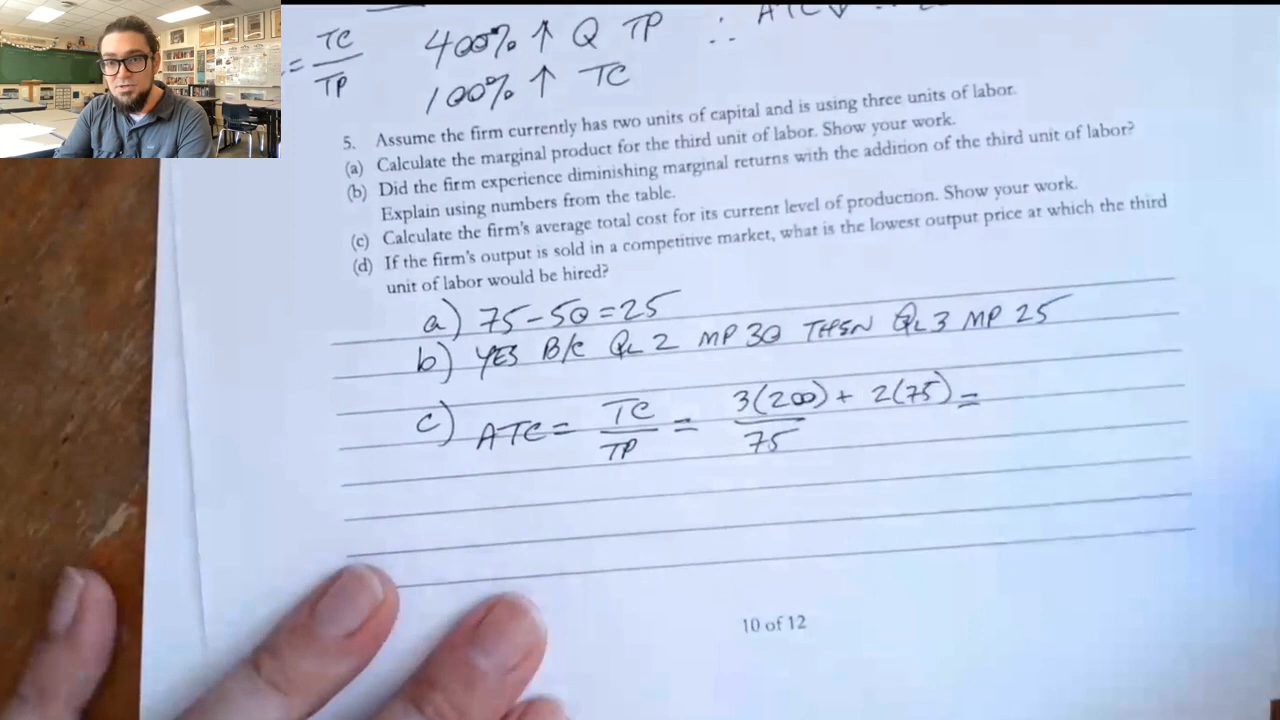 = TC/TP 400% ↑ Q TP ∴ ATC ↓
100% ↑ TC
5. Assume the firm currently has two units of capital and is using three units of labor.
(a) Calculate the marginal product for the third unit of labor. Show your work.
(b) Did the firm experience diminishing marginal returns with the addition of the third unit of labor?
Explain using numbers from the table.
(c) Calculate the firm's average total cost for its current level of production. Show your work.
(d) If the firm's output is sold in a competitive market, what is the lowest output price at which the third
unit of labor would be hired?
a) 75-50=25
b) YES B/C QL 2 MP 30 THEN QL 3 MP 25
c) ATC = TC/TP = 3(200) + 2(75)/75 =
10 of 12